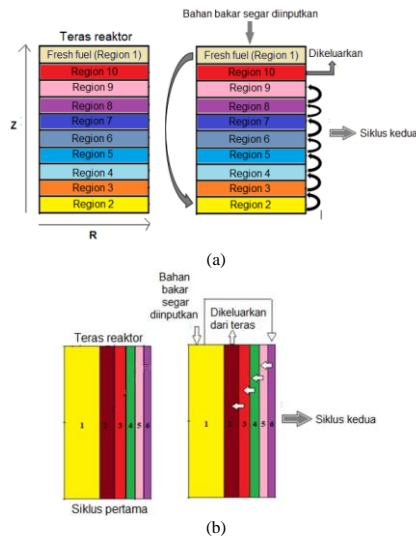 Teras reaktor
Fresh fuel (Region 1)
Region 10
Region 9
Region 8
Region 7
Region 6
Region 5
Region 4
Region 3
Region 2
Z
R
Bahan bakar segar diinputkan
Fresh fuel (Region 1)
Dikeluarkan
Region 10
Region 9
Region 8
Region 7
Region 6
Region 5
Region 4
Region 3
Region 2
Siklus kedua
(a)
Teras reaktor
1 3 4 5 6
Siklus pertama
Bahan
bakar
segar
diinputkan
Dikeluarkan
dari teras
1 3 4 5 6
Siklus kedua
(b)